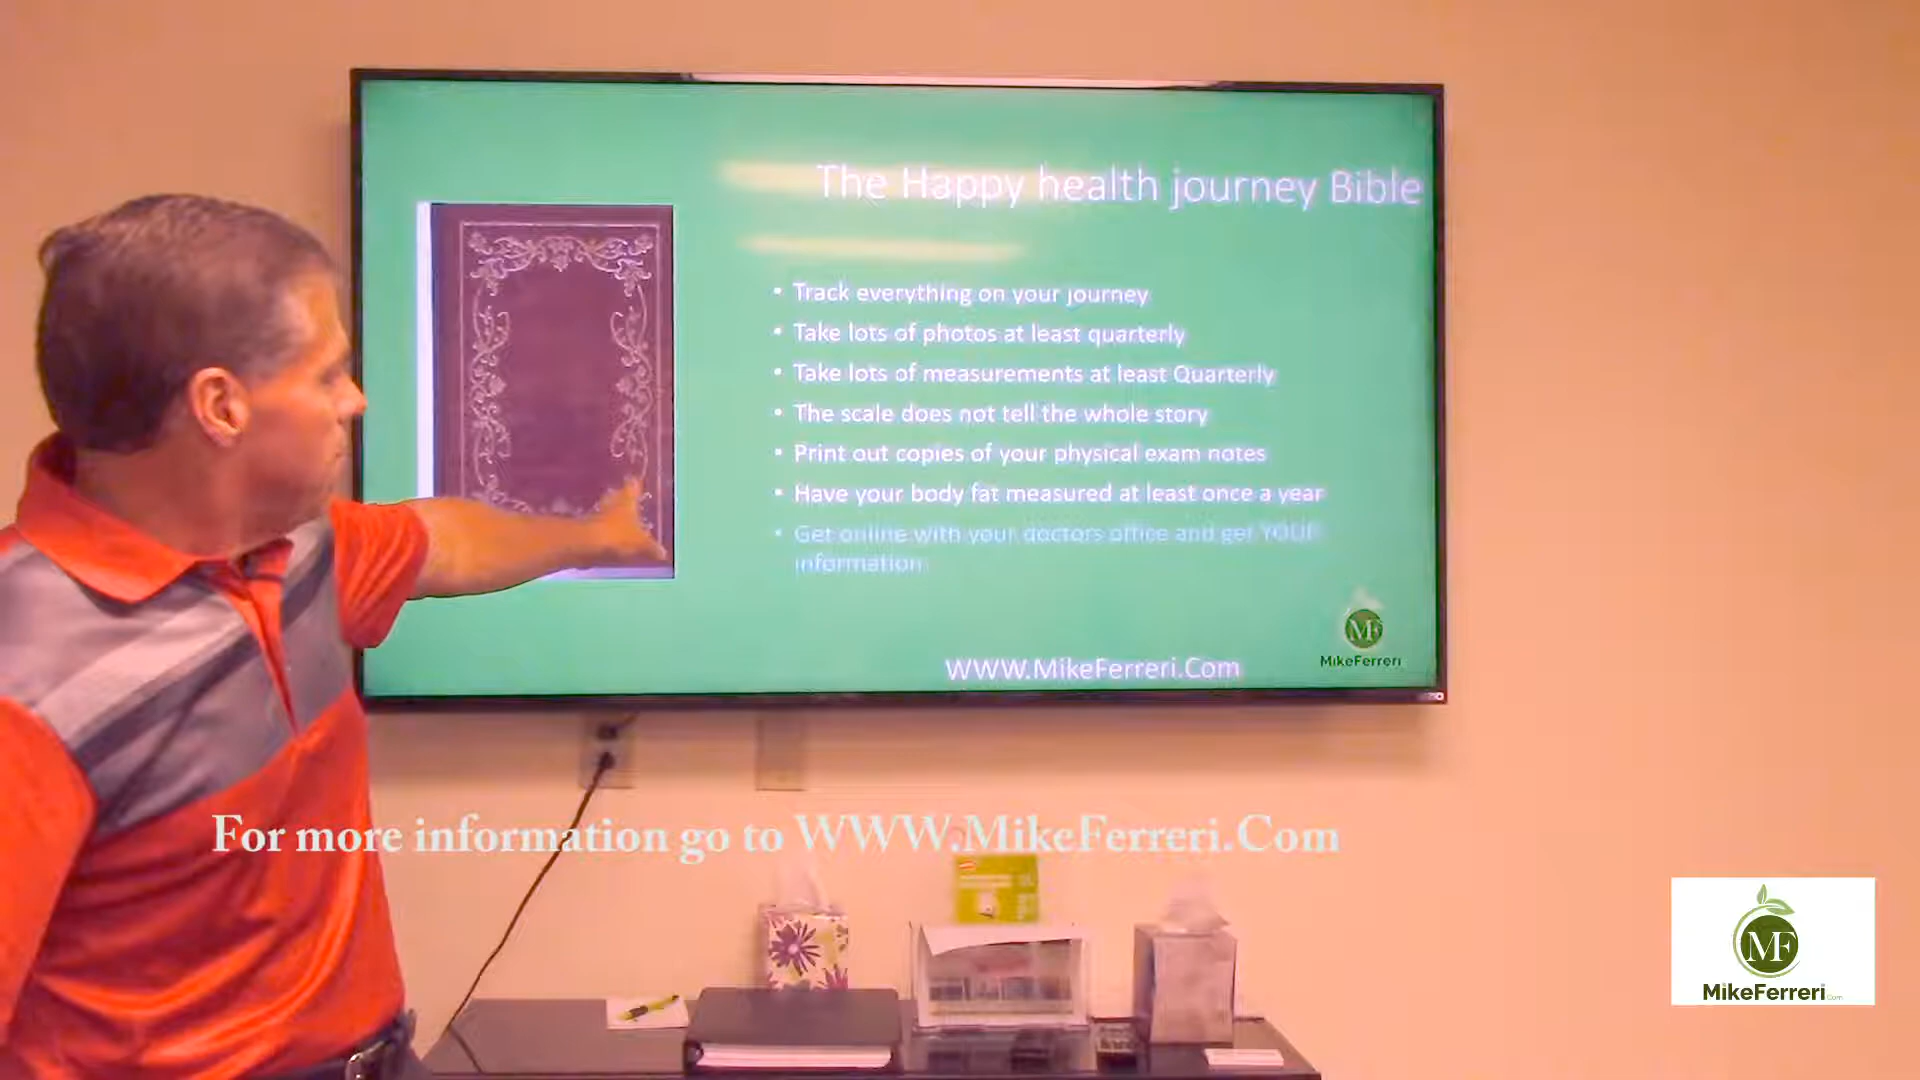 The Happy health journey Bible
• Track everything on your journey
• Take lots of photos at least quarterly
• Take lots of measurements at least Quarterly
• The scale does not tell the whole story
• Print out copies of your physical exam notes
• Have your body fat measured at least once a year
• Get online with your doctors office and get YOUR
information
MF
MikeFerreri
WWW.MikeFerreri.Com
For more information go to WWW.MikeFerreri.Com
MF
MikeFerreri.Com